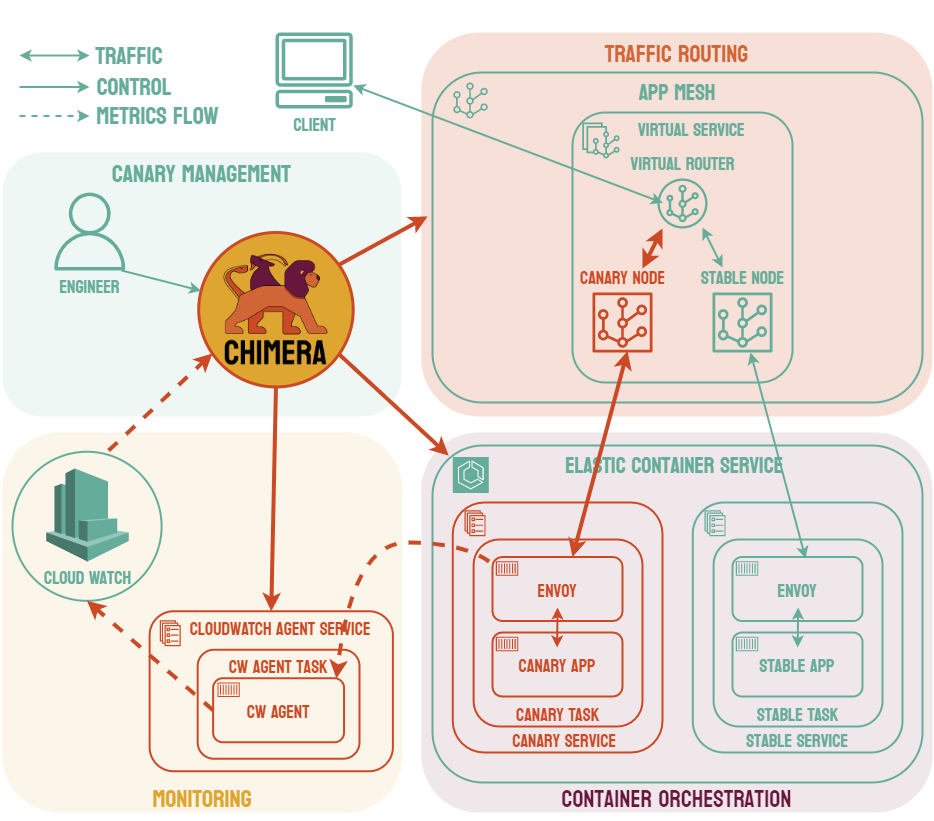 TRAFFIC
CONTROL
METRICS FLOW
CLIENT
TRAFFIC ROUTING
APP MESH
VIRTUAL SERVICE
VIRTUAL ROUTER
CANARY NODE
STABLE NODE
CANARY MANAGEMENT
ENGINEER
CHIMERA
CLOUD WATCH
CLOUDWATCH AGENT SERVICE
CW AGENT TASK
CW AGENT
MONITORING
ELASTIC CONTAINER SERVICE
ENVOY
CANARY APP
CANARY TASK
CANARY SERVICE
ENVOY
STABLE APP
STABLE TASK
STABLE SERVICE
CONTAINER ORCHESTRATION